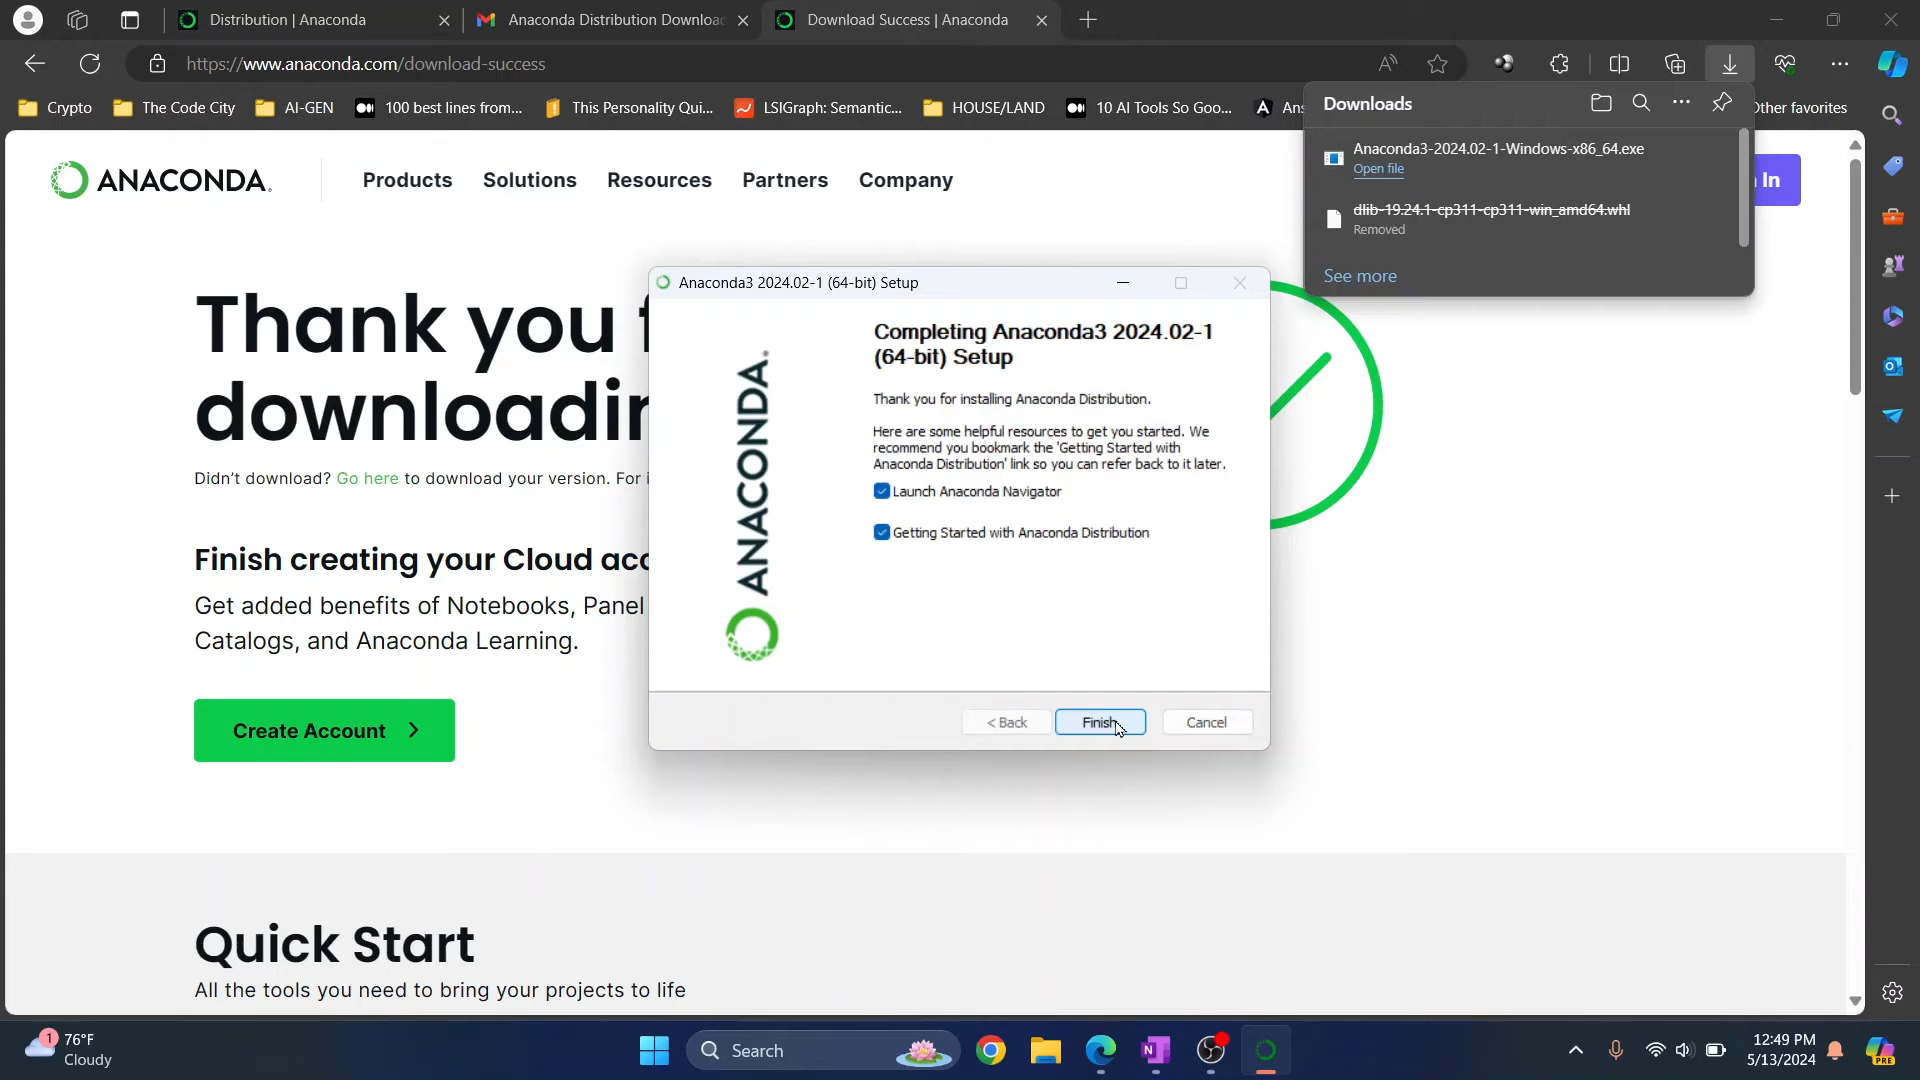 Distribution | Anaconda
Anaconda Distribution Downloa
Download Success | Anaconda
https://www.anaconda.com/download-success
Crypto
The Code City
AI-GEN
100 best lines from...
This Personality Qui...
LSIGraph: Semantic...
HOUSE/LAND
10 AI Tools So Goo...
Ans
Other favorites
Downloads
Anaconda3-2024.02-1-Windows-x86_64.exe
Open file
dlib-19.24.1-cp311-cp311-win_amd64.whl
Removed
See more
ANACONDA.
Products
Solutions
Resources
Partners
Company
In
Thank you f
downloadin
Didn't download? Go here to download your version. For i
Finish creating your Cloud acc
Get added benefits of Notebooks, Panel
Catalogs, and Anaconda Learning.
Create Account
Anaconda3 2024.02-1 (64-bit) Setup
ANACONDA.
Completing Anaconda3 2024.02-1
(64-bit) Setup
Thank you for installing Anaconda Distribution.
Here are some helpful resources to get you started. We
recommend you bookmark the 'Getting Started with
Anaconda Distribution' link so you can refer back to it later.
Launch Anaconda Navigator
Getting Started with Anaconda Distribution
< Back
Finish
Cancel
Quick Start
All the tools you need to bring your projects to life
1
76°F
Cloudy
Search
N
12:49 PM
5/13/2024
PRE